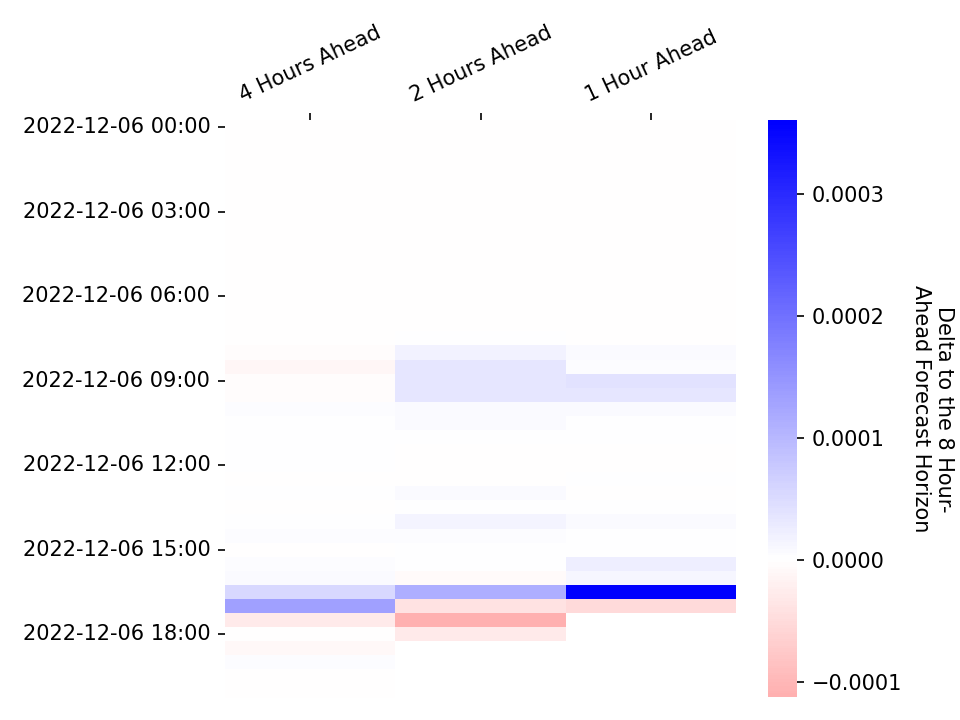 4 Hours Ahead
2 Hours Ahead
1 Hour Ahead
2022-12-06 00:00
2022-12-06 03:00
2022-12-06 06:00
2022-12-06 09:00
2022-12-06 12:00
2022-12-06 15:00
2022-12-06 18:00
0.0003
0.0002
0.0001
0.0000
−0.0001
Delta to the 8 Hour-
Ahead Forecast Horizon